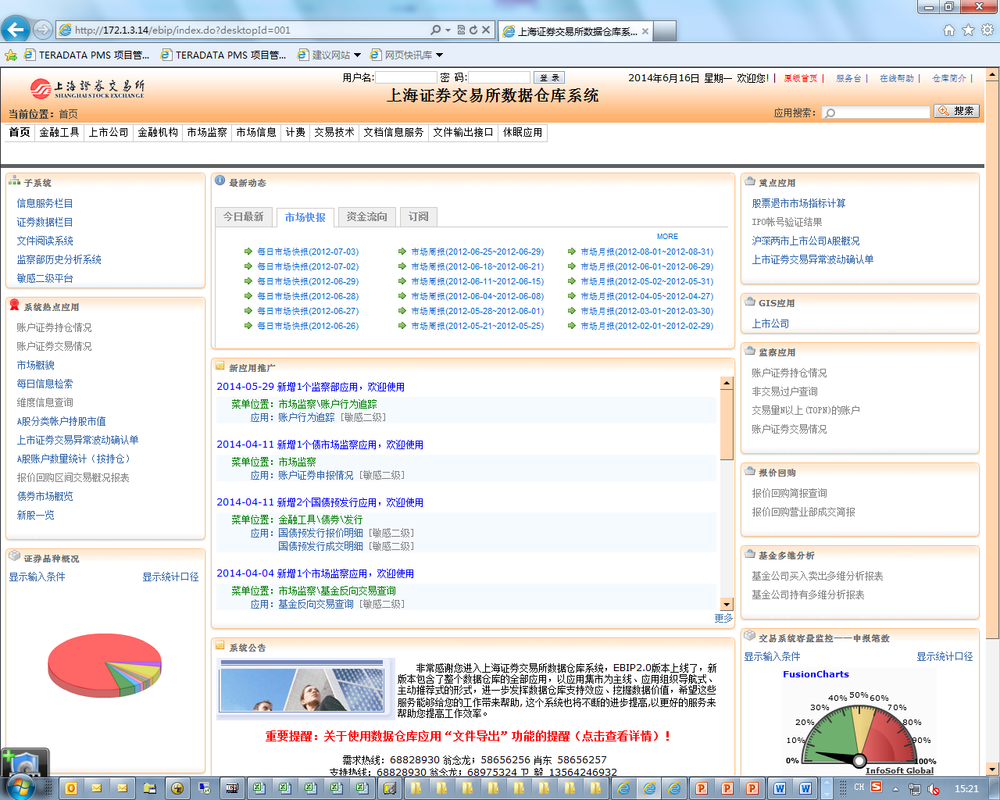 http://172.1.3.14/ebip/index.do?desktopId=001
上海证券交易所数据仓库系...
TERADATA PMS 项目管...
TERADATA PMS 项目管...
建议网站
网页快讯库
上海證券交易所
SHANGHAI STOCK EXCHANGE
用户名:
密 码:
登 录
2014年6月16日 星期一 欢迎您! | 原版首页 | 服务台 | 在线帮助 | 仓库简介 |
上海证券交易所数据仓库系统
当前位置: 首页
应用搜索:
搜索
首页 金融工具 上市公司 金融机构 市场监察 市场信息 计费 交易技术 文档信息服务 文件输出接口 休眠应用
子系统
信息服务栏目
证券数据栏目
文件阅读系统
监察部历史分析系统
敏感二级平台
系统热点应用
账户证券持仓情况
账户证券交易情况
市场概貌
每日信息检索
维度信息查询
A股分类帐户持股市值
上市证券交易异常波动确认单
A股账户数量统计（按持仓）
报价回购区间交易概况报表
债券市场概览
新股一览
证券品种概况
显示输入条件 显示统计口径
最新动态
今日最新 市场快报 资金流向 订阅
MORE
每日市场快报(2012-07-03) 市场周报(2012-06-25~2012-06-29) 市场月报(2012-08-01~2012-08-31)
每日市场快报(2012-07-02) 市场周报(2012-06-18~2012-06-21) 市场月报(2012-06-01~2012-06-29)
每日市场快报(2012-06-29) 市场周报(2012-06-11~2012-06-15) 市场月报(2012-05-02~2012-05-31)
每日市场快报(2012-06-28) 市场周报(2012-06-04~2012-06-08) 市场月报(2012-04-05~2012-04-27)
每日市场快报(2012-06-27) 市场周报(2012-05-28~2012-06-01) 市场月报(2012-03-01~2012-03-30)
每日市场快报(2012-06-26) 市场周报(2012-05-21~2012-05-25) 市场月报(2012-02-01~2012-02-29)
新应用推广
2014-05-29 新增1个监察部应用，欢迎使用
菜单位置: 市场监察\账户行为追踪
应用: 账户行为追踪 [敏感二级]
2014-04-11 新增1个债市场监察应用，欢迎使用
菜单位置: 市场监察
应用: 账户证券申报情况 [敏感二级]
2014-04-11 新增2个国债预发行应用，欢迎使用
菜单位置: 金融工具\债券\发行
应用: 国债预发行报价明细 [敏感二级]
国债预发行成交明细 [敏感二级]
2014-04-04 新增1个市场监察应用，欢迎使用
菜单位置: 市场监察\基金反向交易查询
应用: 基金反向交易查询 [敏感二级]
更多
系统公告
非常感谢您进入上海证券交易所数据仓库系统，EBIP2.0版本上线了，新
版本包含了整个数据仓库的全部应用，以应用集市为主线、应用组织导航式、
主动推荐式的形式，进一步发挥数据仓库支持效应、挖掘数据价值，希望这些
服务能够给您的工作带来帮助, 这个系统也将不断的进步提高,以更好的服务来
帮助您提高工作效率。
重要提醒：关于使用数据仓库应用“文件导出”功能的提醒（点击查看详情）！
需求热线: 68828930 翁念龙; 58656256 肖东 58656257
支持热线: 68828930 翁念龙; 68975324 卫 毅 13564246932
重点应用
股票退市市场指标计算
IPO帐号验证结果
沪深两市上市公司A股概况
上市证券交易异常波动确认单
GIS应用
上市公司
监察应用
账户证券持仓情况
非交易过户查询
交易量N以上(TOPN)的账户
账户证券交易情况
报价回购
报价回购简报查询
报价回购营业部成交简报
基金多维分析
基金公司买入卖出多维分析报表
基金公司持有多维分析报表
交易系统容量监控——申报笔数
显示输入条件 显示统计口径
FusionCharts
0% 10% 20% 30% 40% 50% 60% 70% 80% 90% 100%
InfoSoft Global
CH
15:21